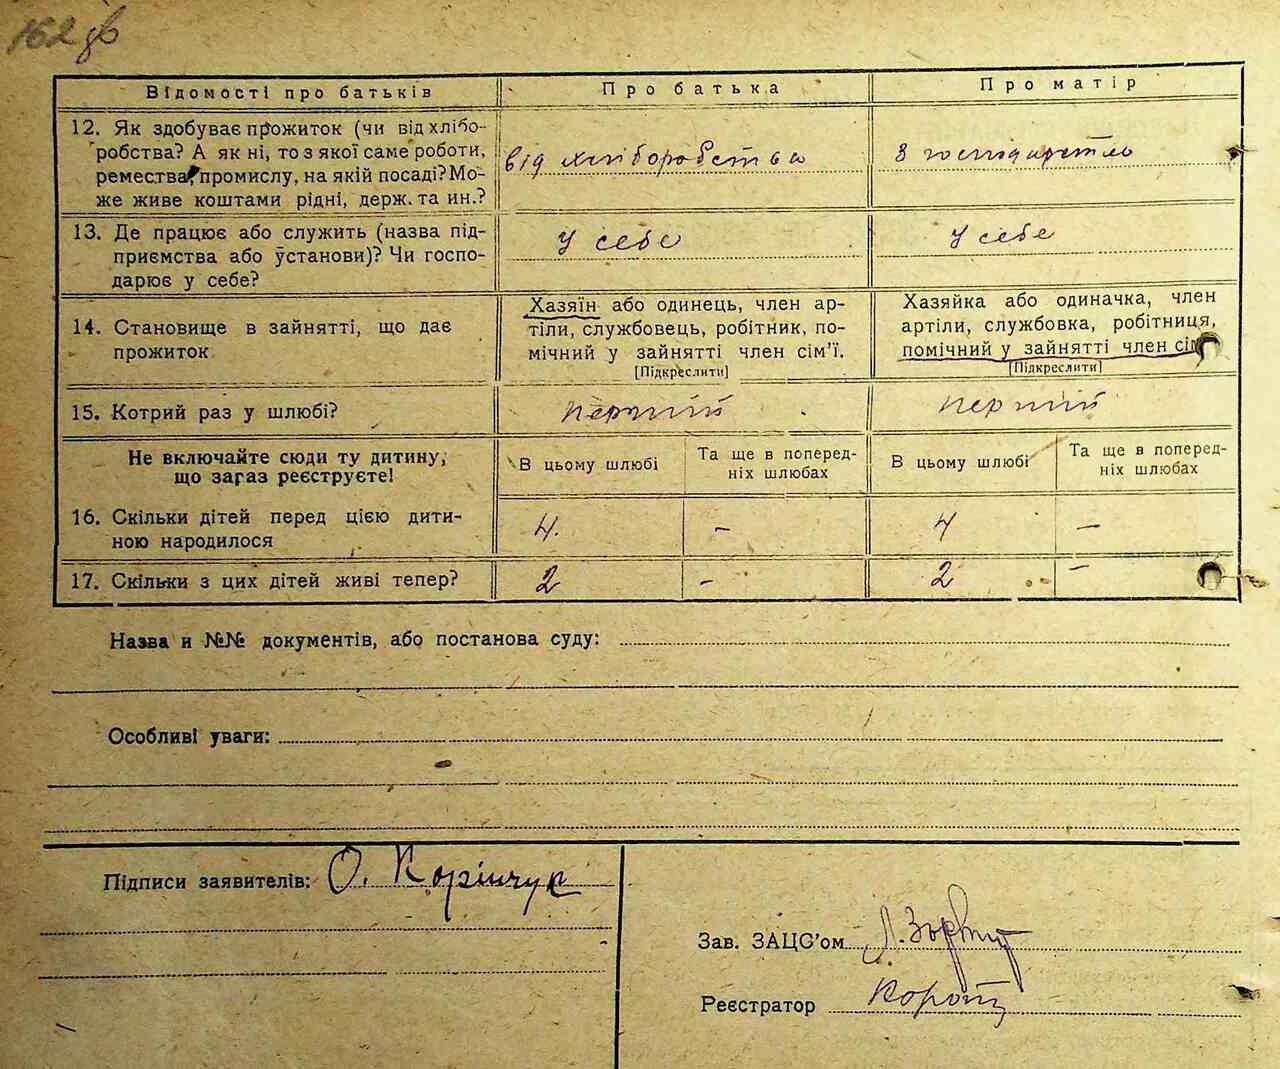 162 зв
Відомості про батьків
Про батька
Про матір
12. Як здобуває прожиток (чи від хлібо-
робства? А як ні, то з якої саме роботи,
ремества, промислу, на якій посаді? Мо-
же живе коштами рідні, держ. та ин.?
від хліборобства
З господарства
13. Де працює або служить (назва під-
приємства або установи)? Чи госпо-
дарює у себе?
у себе
у себе
14. Становище в зайнятті, що дає
прожиток
Хазяїн або одинець, член ар-
тіли, службовець, робітник, по-
мічний у зайнятті член сім'ї.
[Підкреслити]
Хазяйка або одиначка, член
артіли, службовка, робітниця,
помічний у зайнятті член сім
[Підкреслити]
15. Котрий раз у шлюбі?
перший
перший
Не включайте сюди ту дитину,
що зараз реєструєте!
В цьому шлюбі
Та ще в поперед-
ніх шлюбах
В цьому шлюбі
Та ще в поперед-
ніх шлюбах
16. Скільки дітей перед цією дити-
ною народилося
4.
–
4
–
17. Скільки з цих дітей живі тепер?
2
–
2
–
Назва и №№ документів, або постанова суду:
Особливі уваги:
Підписи заявителів: О.
Зав. ЗАЦС'ом
Реєстратор